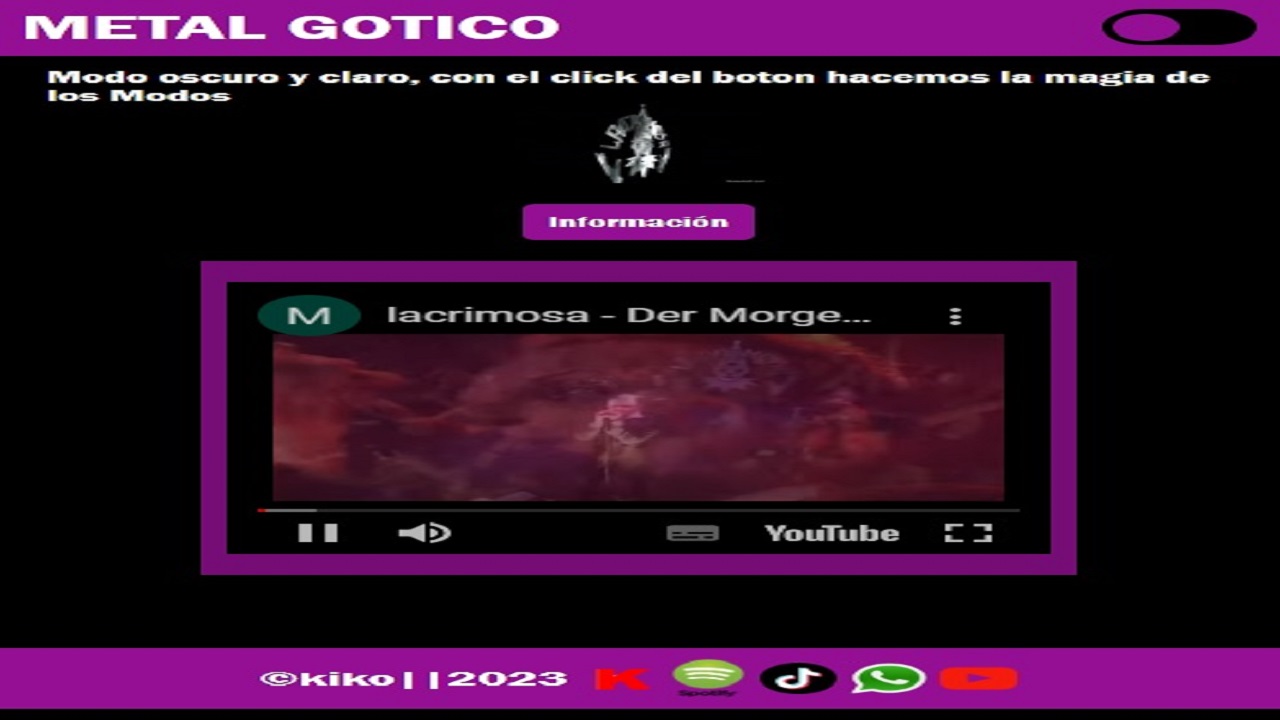 METAL GOTICO
Modo oscuro y claro, con el click del boton hacemos la magia de
los Modos
Información
M
lacrimosa - Der Morge...
YouTube
©kiko||2023
K
Spotify